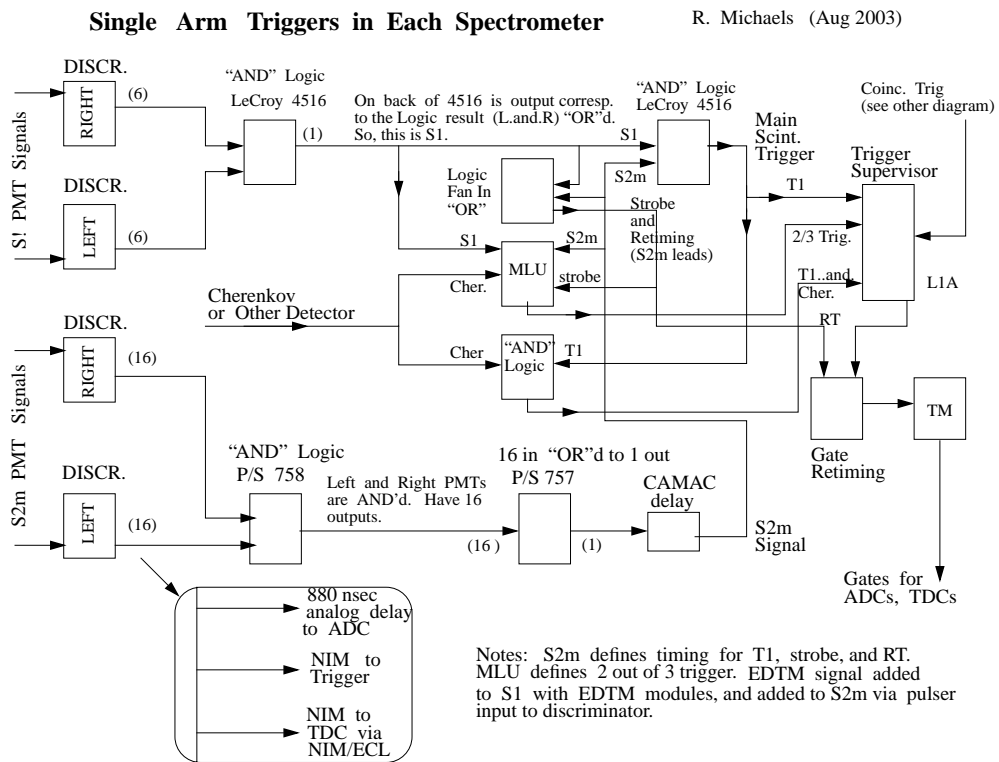 Single Arm Triggers in Each Spectrometer
R. Michaels (Aug 2003)
DISCR.
RIGHT
(6)
"AND" Logic
LeCroy 4516
(1)
On back of 4516 is output corresp.
to the Logic result (L.and.R) "OR"d.
So, this is S1.
"AND" Logic
LeCroy 4516
S1
S2m
Main
Scint.
Trigger
T1
Coinc. Trig
(see other diagram)
Trigger
Supervisor
S! PMT Signals
LEFT
(6)
Logic
Fan In
"OR"
Strobe
and
Retiming
(S2m leads)
S1
S2m
MLU
Cher.
strobe
2/3 Trig.
T1..and.
Cher.
L1A
RT
Cherenkov
or Other Detector
Cher
"AND"
Logic
T1
DISCR.
RIGHT
(16)
S2m PMT Signals
DISCR.
LEFT
(16)
"AND" Logic
P/S 758
Left and Right PMTs
are AND'd. Have 16
outputs.
(16 )
16 in "OR"d to 1 out
P/S 757
(1)
CAMAC
delay
S2m
Signal
Gate
Retiming
TM
Gates for
ADCs, TDCs
880 nsec
analog delay
to ADC
NIM to
Trigger
NIM to
TDC via
NIM/ECL
Notes: S2m defines timing for T1, strobe, and RT.
MLU defines 2 out of 3 trigger. EDTM signal added
to S1 with EDTM modules, and added to S2m via pulser
input to discriminator.